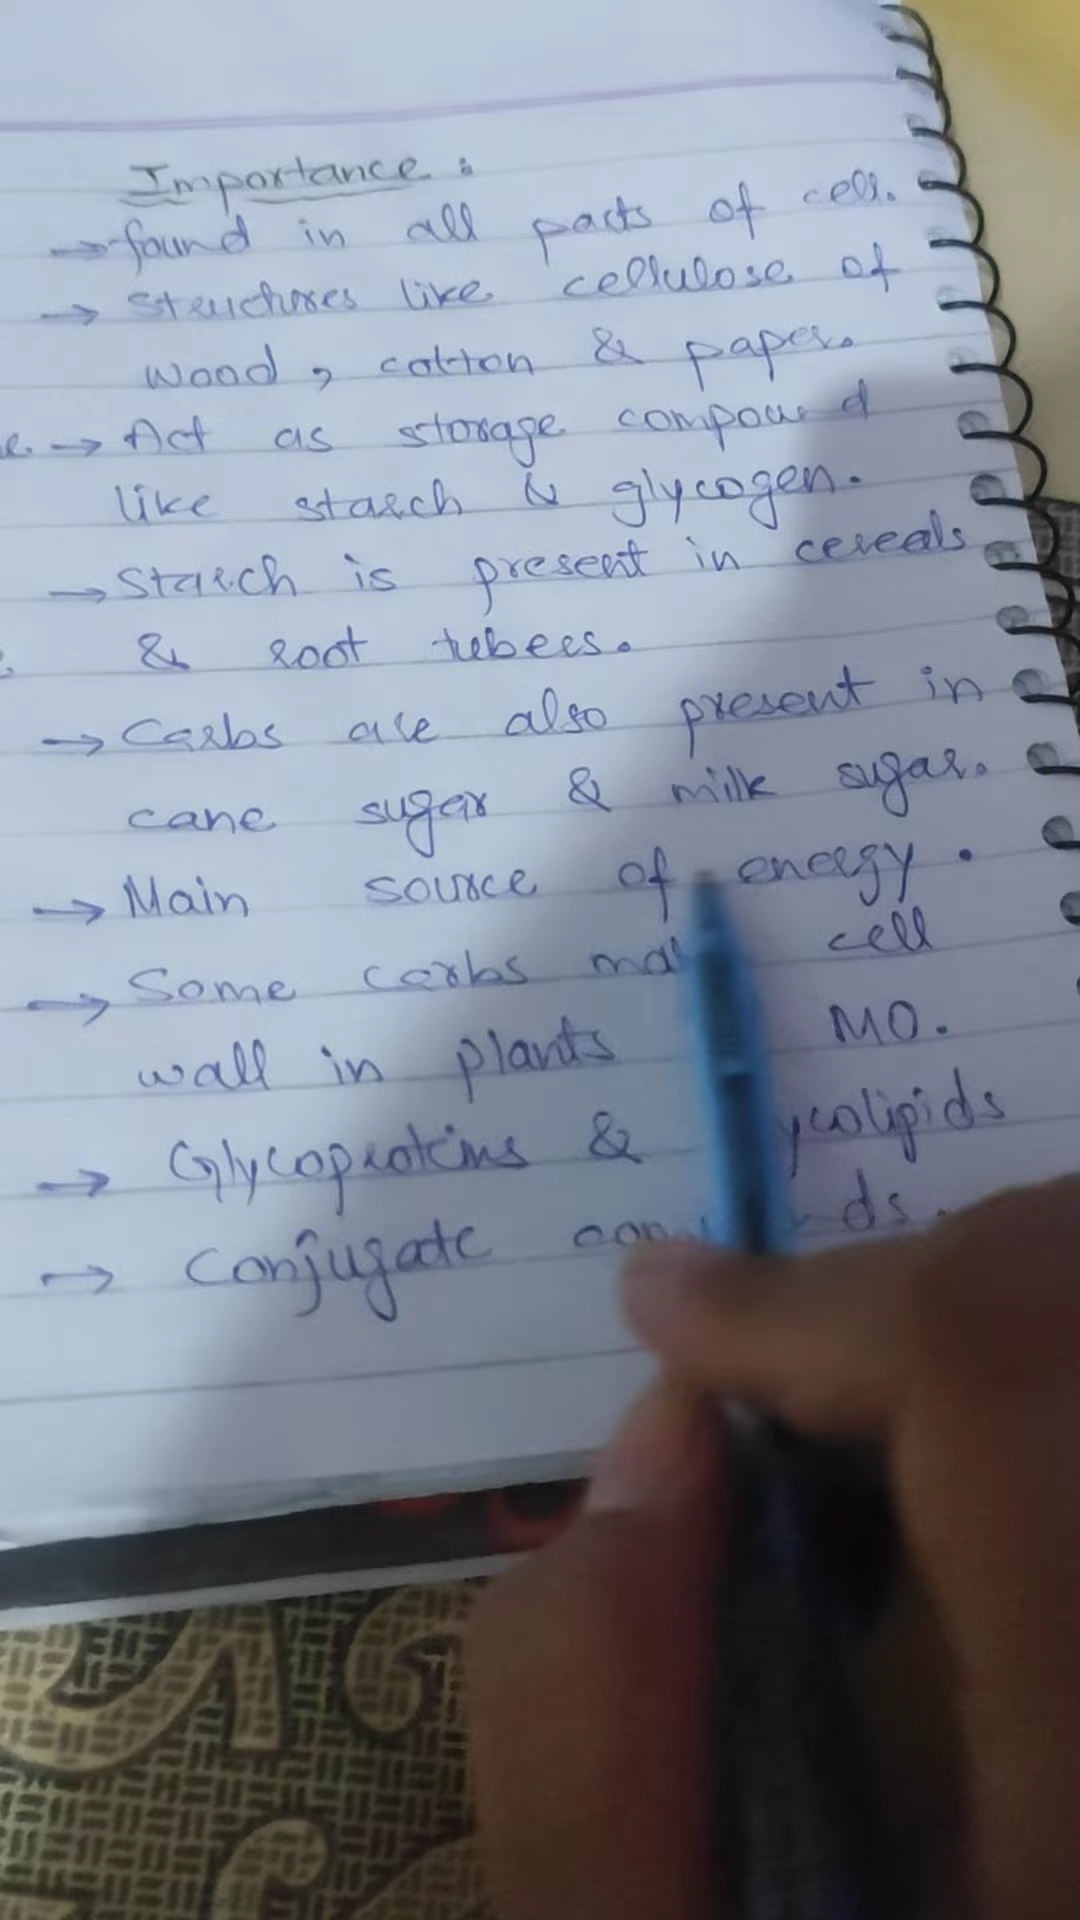 Importance :
→ found in all parts of cell.
→ Structures like cellulose of
wood, cotton & paper.
→ Act as storage compound
like starch & glycogen.
→ Starch is present in cereals
& root tubers.
→ Carbs are also present in
cane sugar & milk sugar.
→ Main source of energy.
→ Some carbs cell
wall in plants MO.
→ Glycoproteins &
→ Conjugate